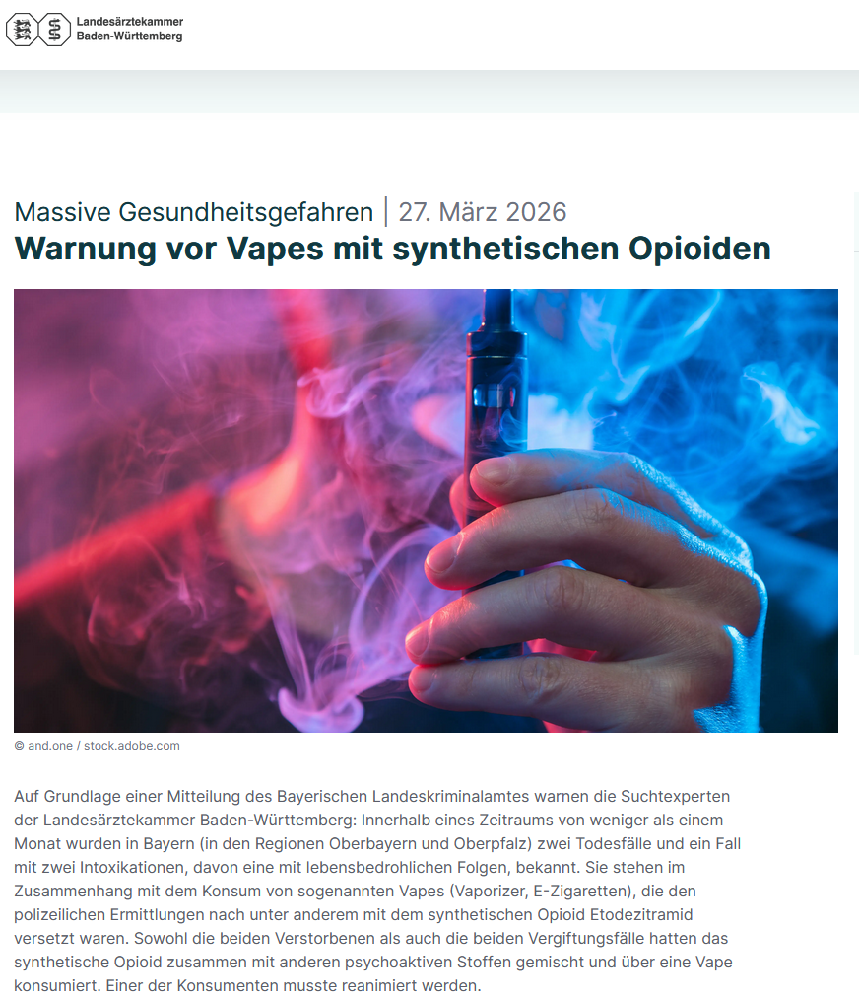 Landesärztekammer
Baden-Württemberg
Massive Gesundheitsgefahren | 27. März 2026
Warnung vor Vapes mit synthetischen Opioiden
© and.one / stock.adobe.com
Auf Grundlage einer Mitteilung des Bayerischen Landeskriminalamtes warnen die Suchtexperten
der Landesärztekammer Baden-Württemberg: Innerhalb eines Zeitraums von weniger als einem
Monat wurden in Bayern (in den Regionen Oberbayern und Oberpfalz) zwei Todesfälle und ein Fall
mit zwei Intoxikationen, davon eine mit lebensbedrohlichen Folgen, bekannt. Sie stehen im
Zusammenhang mit dem Konsum von sogenannten Vapes (Vaporizer, E-Zigaretten), die den
polizeilichen Ermittlungen nach unter anderem mit dem synthetischen Opioid Etodezitramid
versetzt waren. Sowohl die beiden Verstorbenen als auch die beiden Vergiftungsfälle hatten das
synthetische Opioid zusammen mit anderen psychoaktiven Stoffen gemischt und über eine Vape
konsumiert. Einer der Konsumenten musste reanimiert werden.